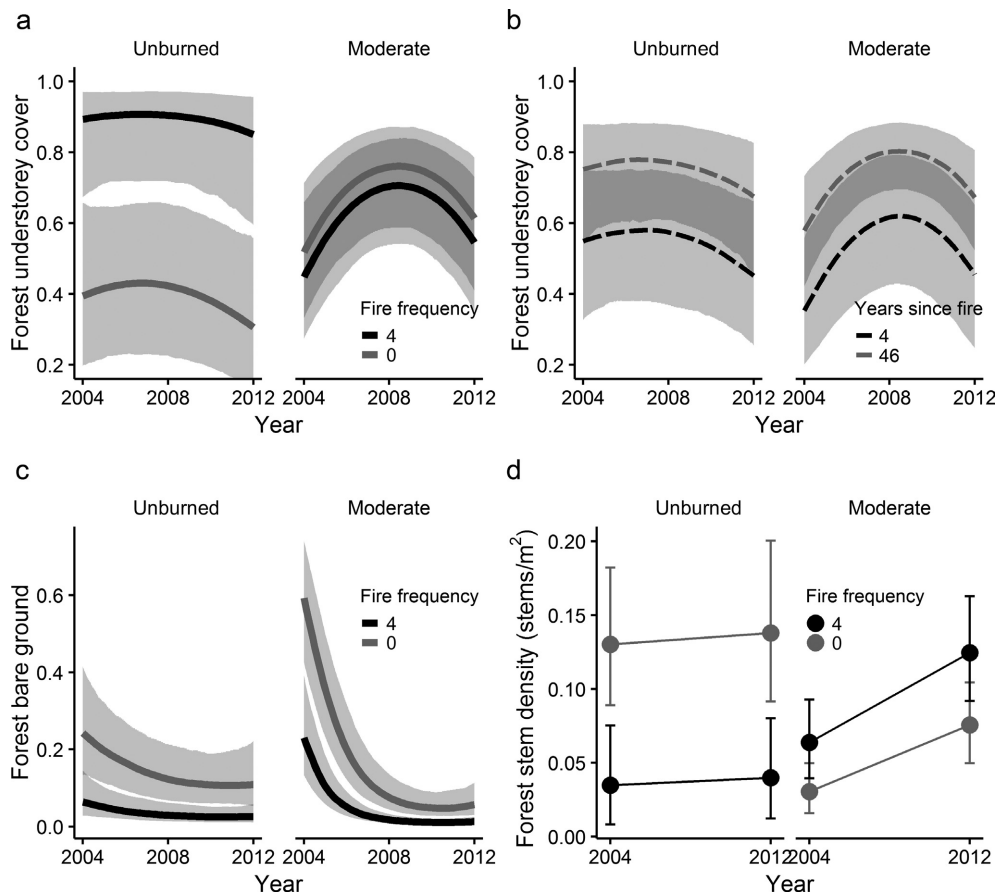 a
Unburned
Moderate
Forest understorey cover
1.0
0.8
0.6
0.4
0.2
Fire frequency
4
0
2004
2008
2012
2004
2008
2012
Year
b
Unburned
Moderate
Forest understorey cover
1.0
0.8
0.6
0.4
0.2
Years since fire
4
46
2004
2008
2012
2004
2008
2012
Year
c
Unburned
Moderate
Forest bare ground
0.6
0.4
0.2
0.0
Fire frequency
4
0
2004
2008
2012
2004
2008
2012
Year
d
Unburned
Moderate
Forest stem density (stems/m²)
0.20
0.15
0.10
0.05
0.00
Fire frequency
4
0
2004
2012
2004
2012
Year